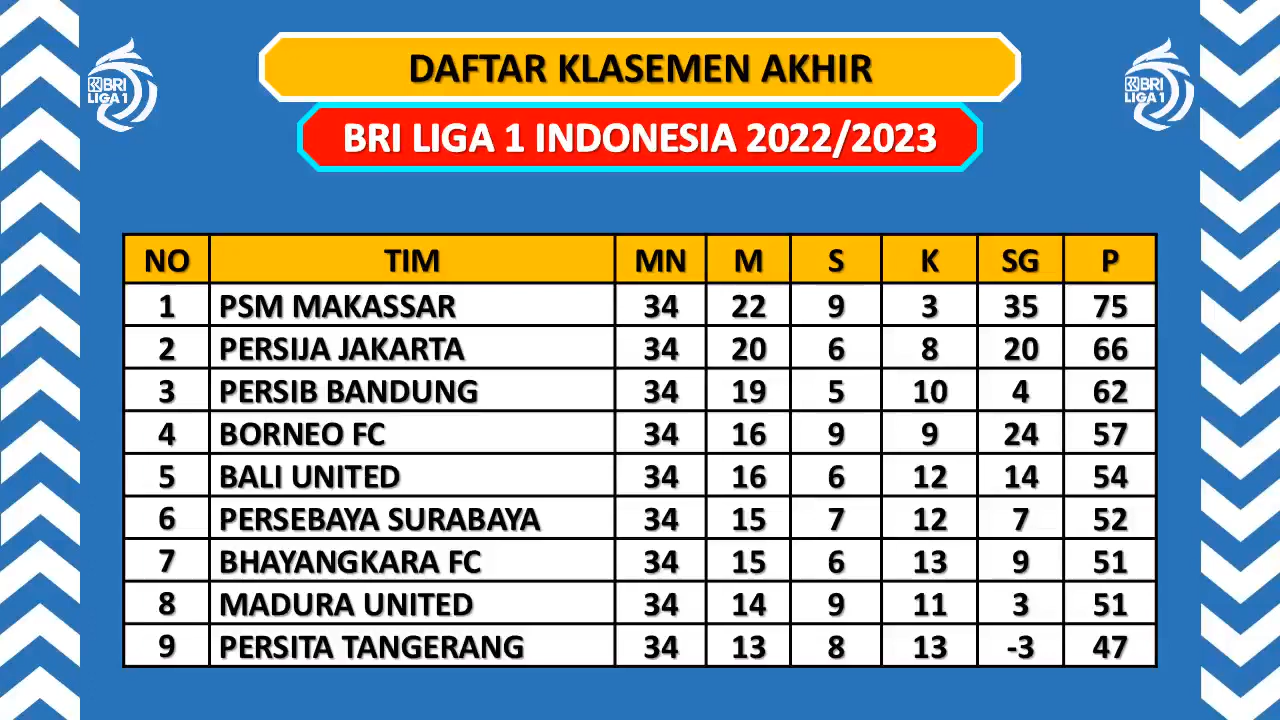 DAFTAR KLASEMEN AKHIR
BRI LIGA 1
BRI LIGA 1
BRI LIGA 1 INDONESIA 2022/2023
NO TIM MN M S K SG P
1 PSM MAKASSAR 34 22 9 3 35 75
2 PERSIJA JAKARTA 34 20 6 8 20 66
3 PERSIB BANDUNG 34 19 5 10 4 62
4 BORNEO FC 34 16 9 9 24 57
5 BALI UNITED 34 16 6 12 14 54
6 PERSEBAYA SURABAYA 34 15 7 12 7 52
7 BHAYANGKARA FC 34 15 6 13 9 51
8 MADURA UNITED 34 14 9 11 3 51
9 PERSITA TANGERANG 34 13 8 13 -3 47